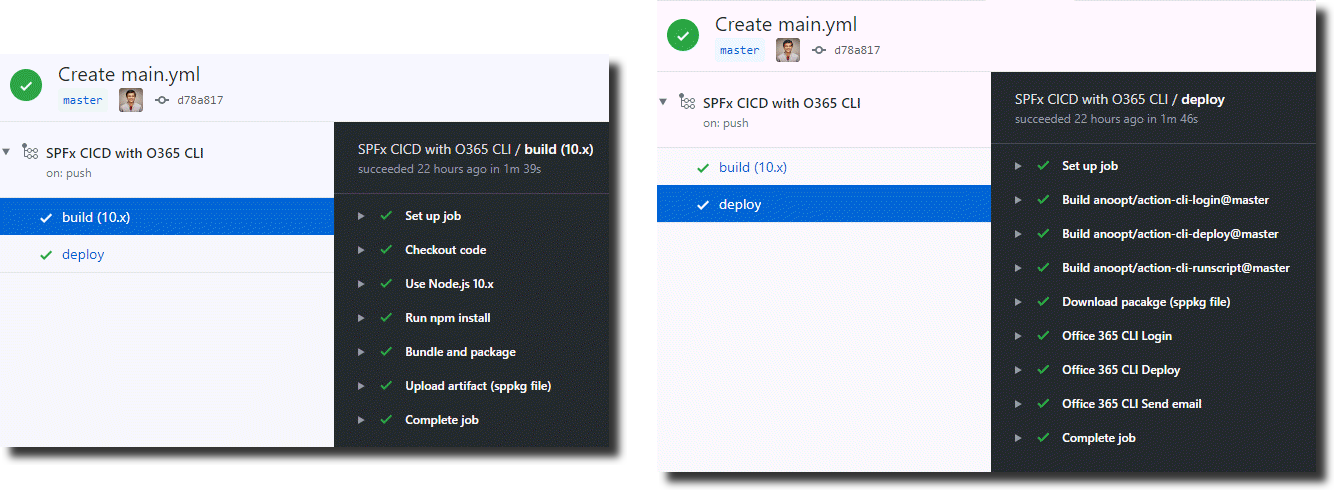 Create main.yml
master d78a817
SPFx CICD with O365 CLI
on: push
build (10.x)
deploy
SPFx CICD with O365 CLI / build (10.x)
succeeded 22 hours ago in 1m 39s
Set up job
Checkout code
Use Node.js 10.x
Run npm install
Bundle and package
Upload artifact (sppkg file)
Complete job
Create main.yml
master d78a817
SPFx CICD with O365 CLI
on: push
build (10.x)
deploy
SPFx CICD with O365 CLI / deploy
succeeded 22 hours ago in 1m 46s
Set up job
Build anoopt/action-cli-login@master
Build anoopt/action-cli-deploy@master
Build anoopt/action-cli-runscript@master
Download pacakge (sppkg file)
Office 365 CLI Login
Office 365 CLI Deploy
Office 365 CLI Send email
Complete job